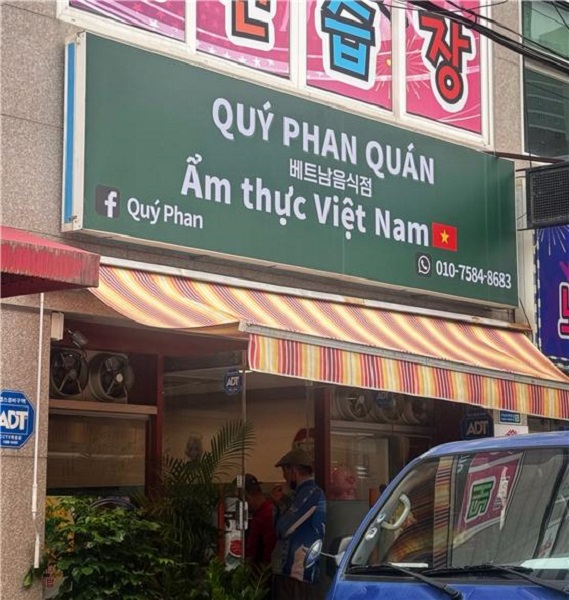 습장
QUÝ PHAN QUÁN
베트남음식점
Ẩm thực Việt Nam
f Quý Phan
010-7584-8683
ADT
ADT